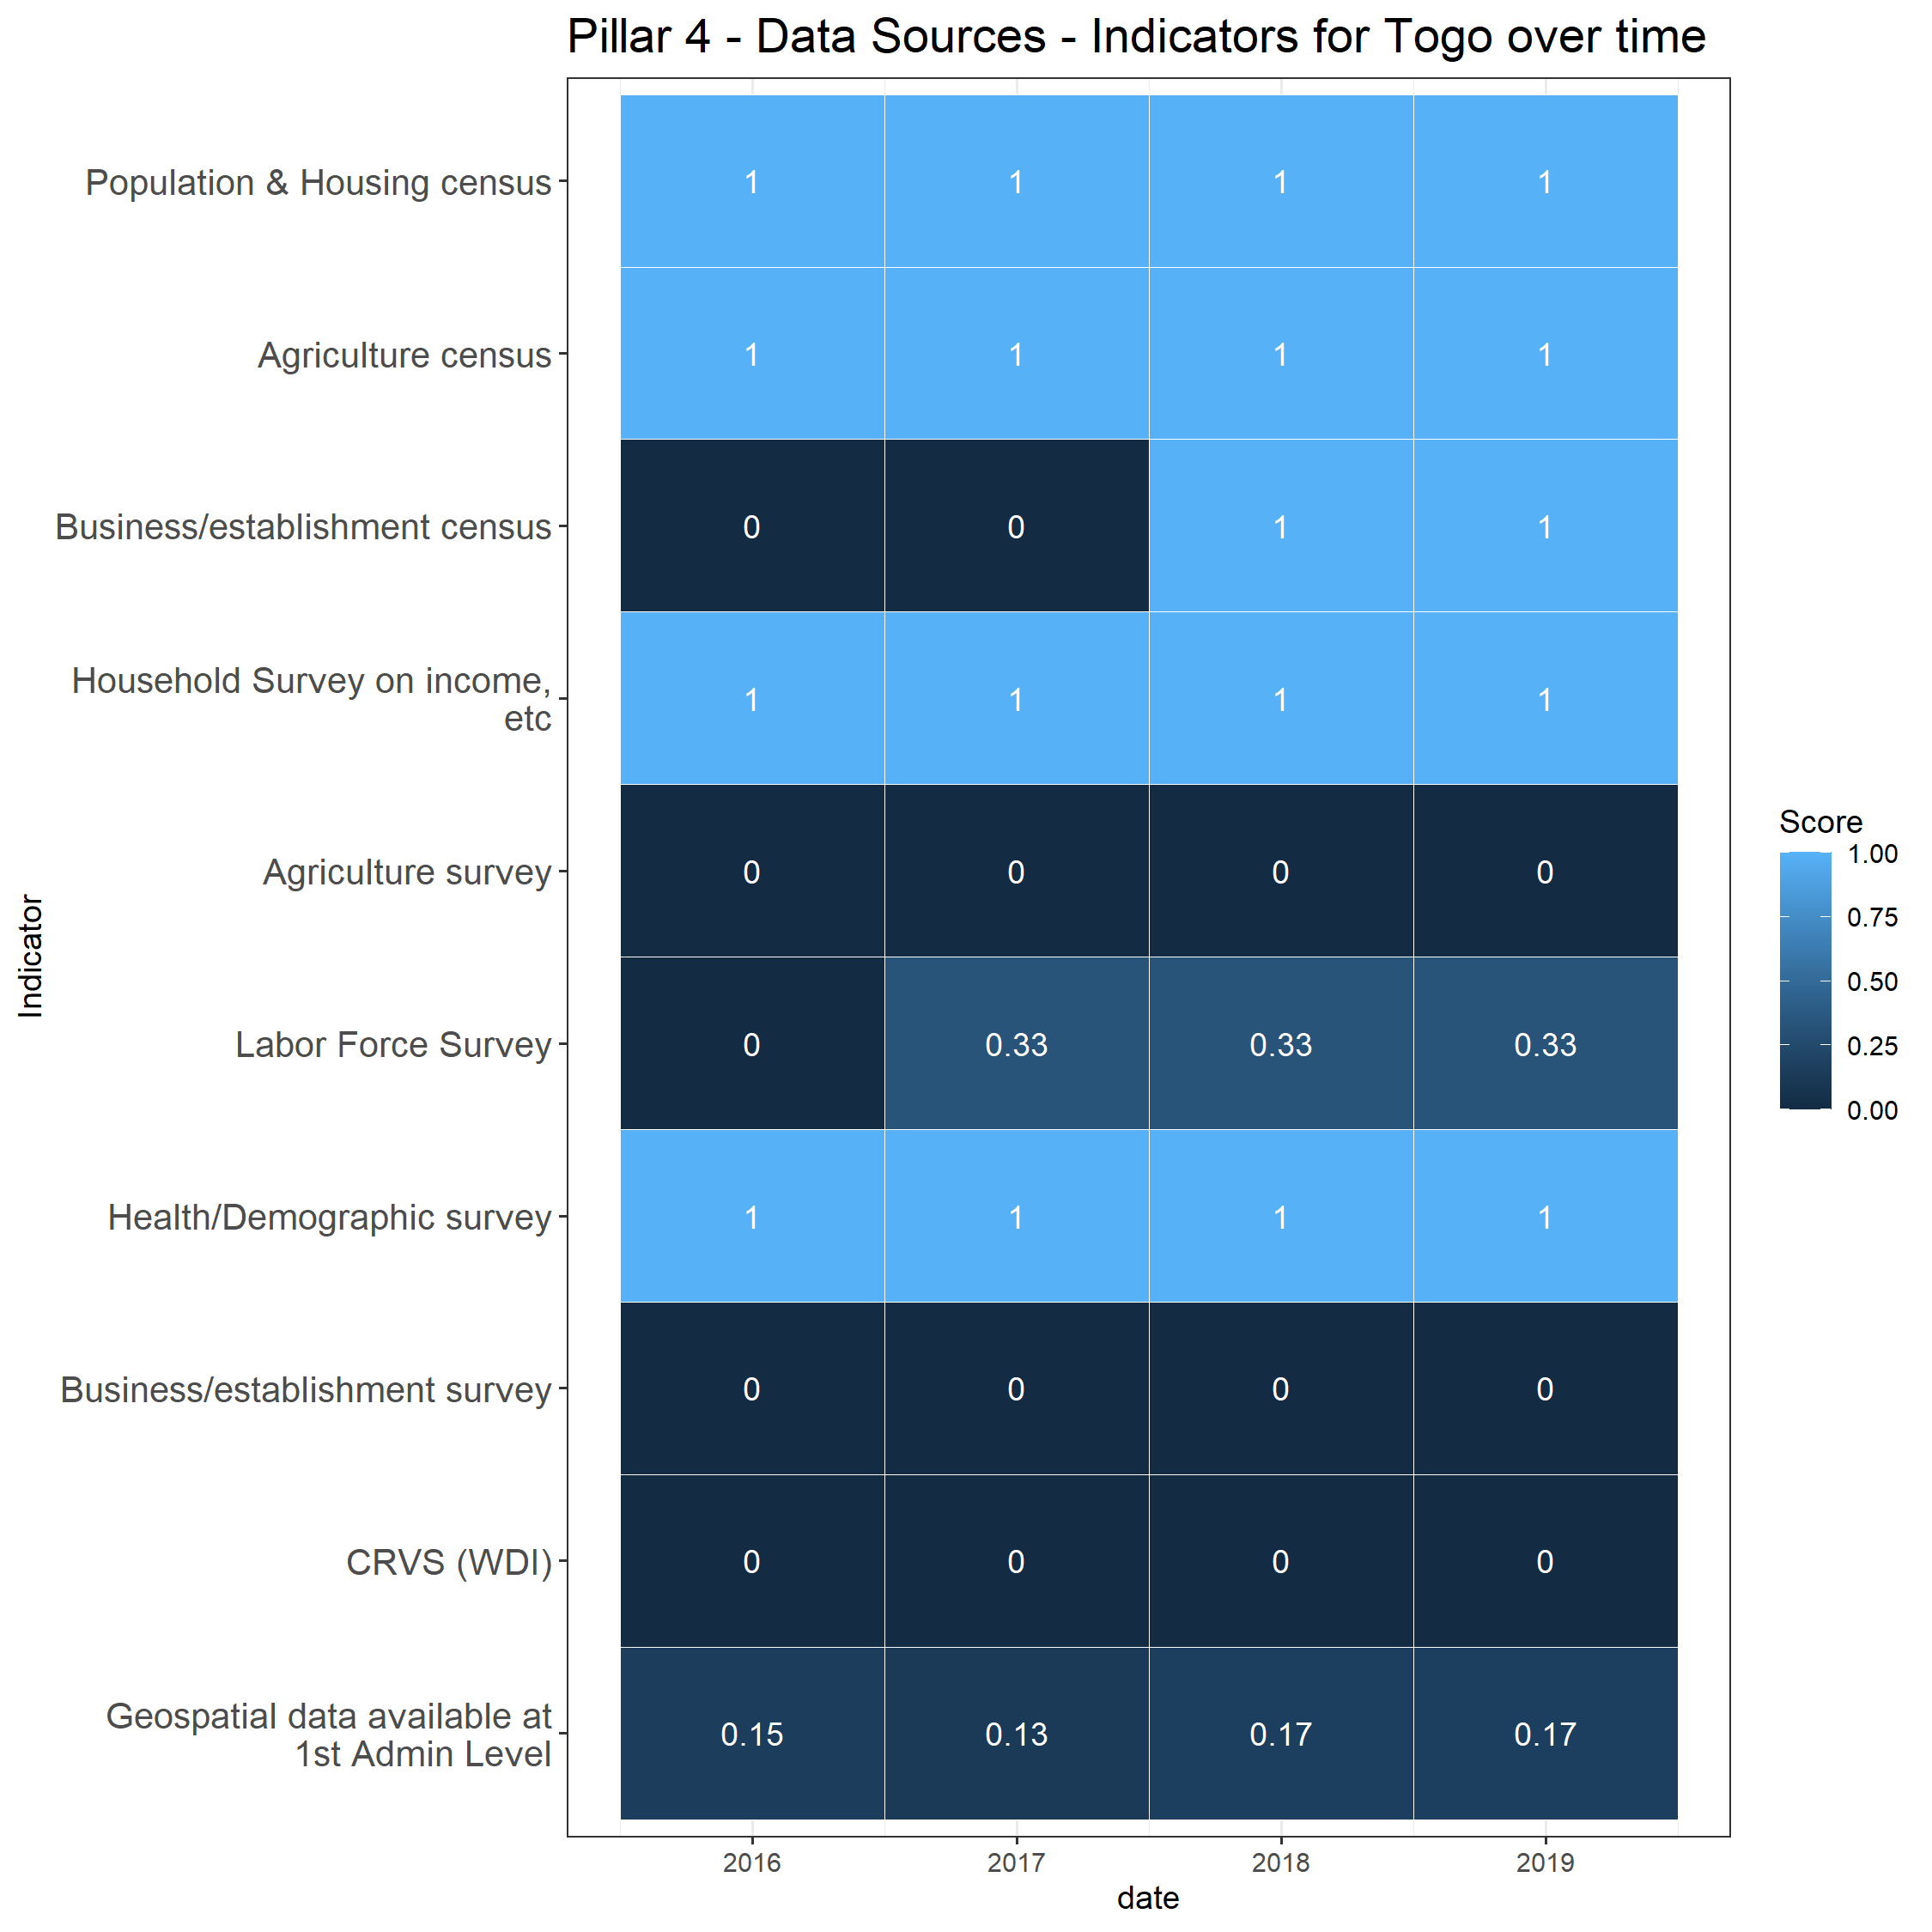 Pillar 4 - Data Sources - Indicators for Togo over time
Indicator
Population & Housing census
1 1 1 1
Agriculture census
1 1 1 1
Business/establishment census
0 0 1 1
Household Survey on income,
etc
1 1 1 1
Agriculture survey
0 0 0 0
Labor Force Survey
0 0.33 0.33 0.33
Health/Demographic survey
1 1 1 1
Business/establishment survey
0 0 0 0
CRVS (WDI)
0 0 0 0
Geospatial data available at
1st Admin Level
0.15 0.13 0.17 0.17
2016 2017 2018 2019
date
Score
1.00
0.75
0.50
0.25
0.00